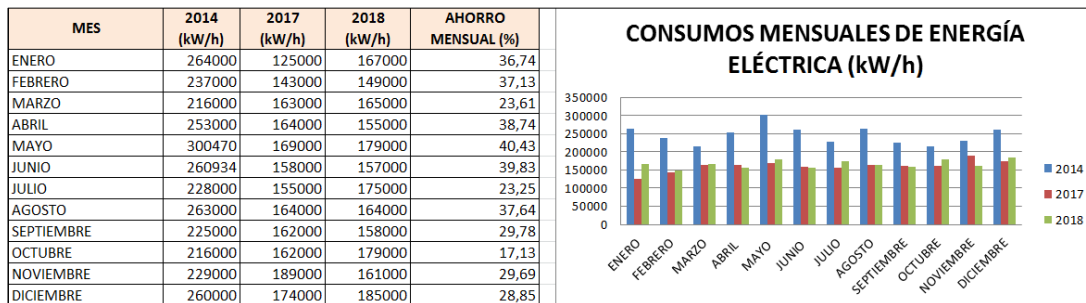 MES 2014 (kW/h) 2017 (kW/h) 2018 (kW/h) AHORRO MENSUAL (%)
ENERO 264000 125000 167000 36,74
FEBRERO 237000 143000 149000 37,13
MARZO 216000 163000 165000 23,61
ABRIL 253000 164000 155000 38,74
MAYO 300470 169000 179000 40,43
JUNIO 260934 158000 157000 39,83
JULIO 228000 155000 175000 23,25
AGOSTO 263000 164000 164000 37,64
SEPTIEMBRE 225000 162000 158000 29,78
OCTUBRE 216000 162000 179000 17,13
NOVIEMBRE 229000 189000 161000 29,69
DICIEMBRE 260000 174000 185000 28,85
CONSUMOS MENSUALES DE ENERGÍA
ELÉCTRICA (kW/h)
350000
300000
250000
200000
150000
100000
50000
0
ENERO
FEBRERO
MARZO
ABRIL
MAYO
JUNIO
JULIO
AGOSTO
SEPTIEMBRE
OCTUBRE
NOVIEMBRE
DICIEMBRE
2014
2017
2018